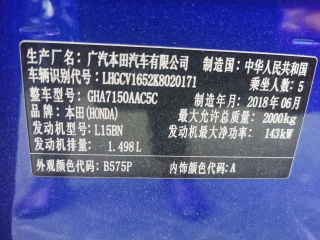 生产厂名：广汽本田汽车有限公司 制造国：中华人民共和国
车辆识别代号：LHGCV1652K8020171 乘坐人数：5
整车型号：GHA7150AAC5C 制造年月：2018年06月
品牌：本田(HONDA) 最大允许总质量：2000kg
发动机型号：L15BN 发动机最大净功率：143kW
发动机排量：1.498L
外观颜色代码：B575P 内饰颜色代码：A